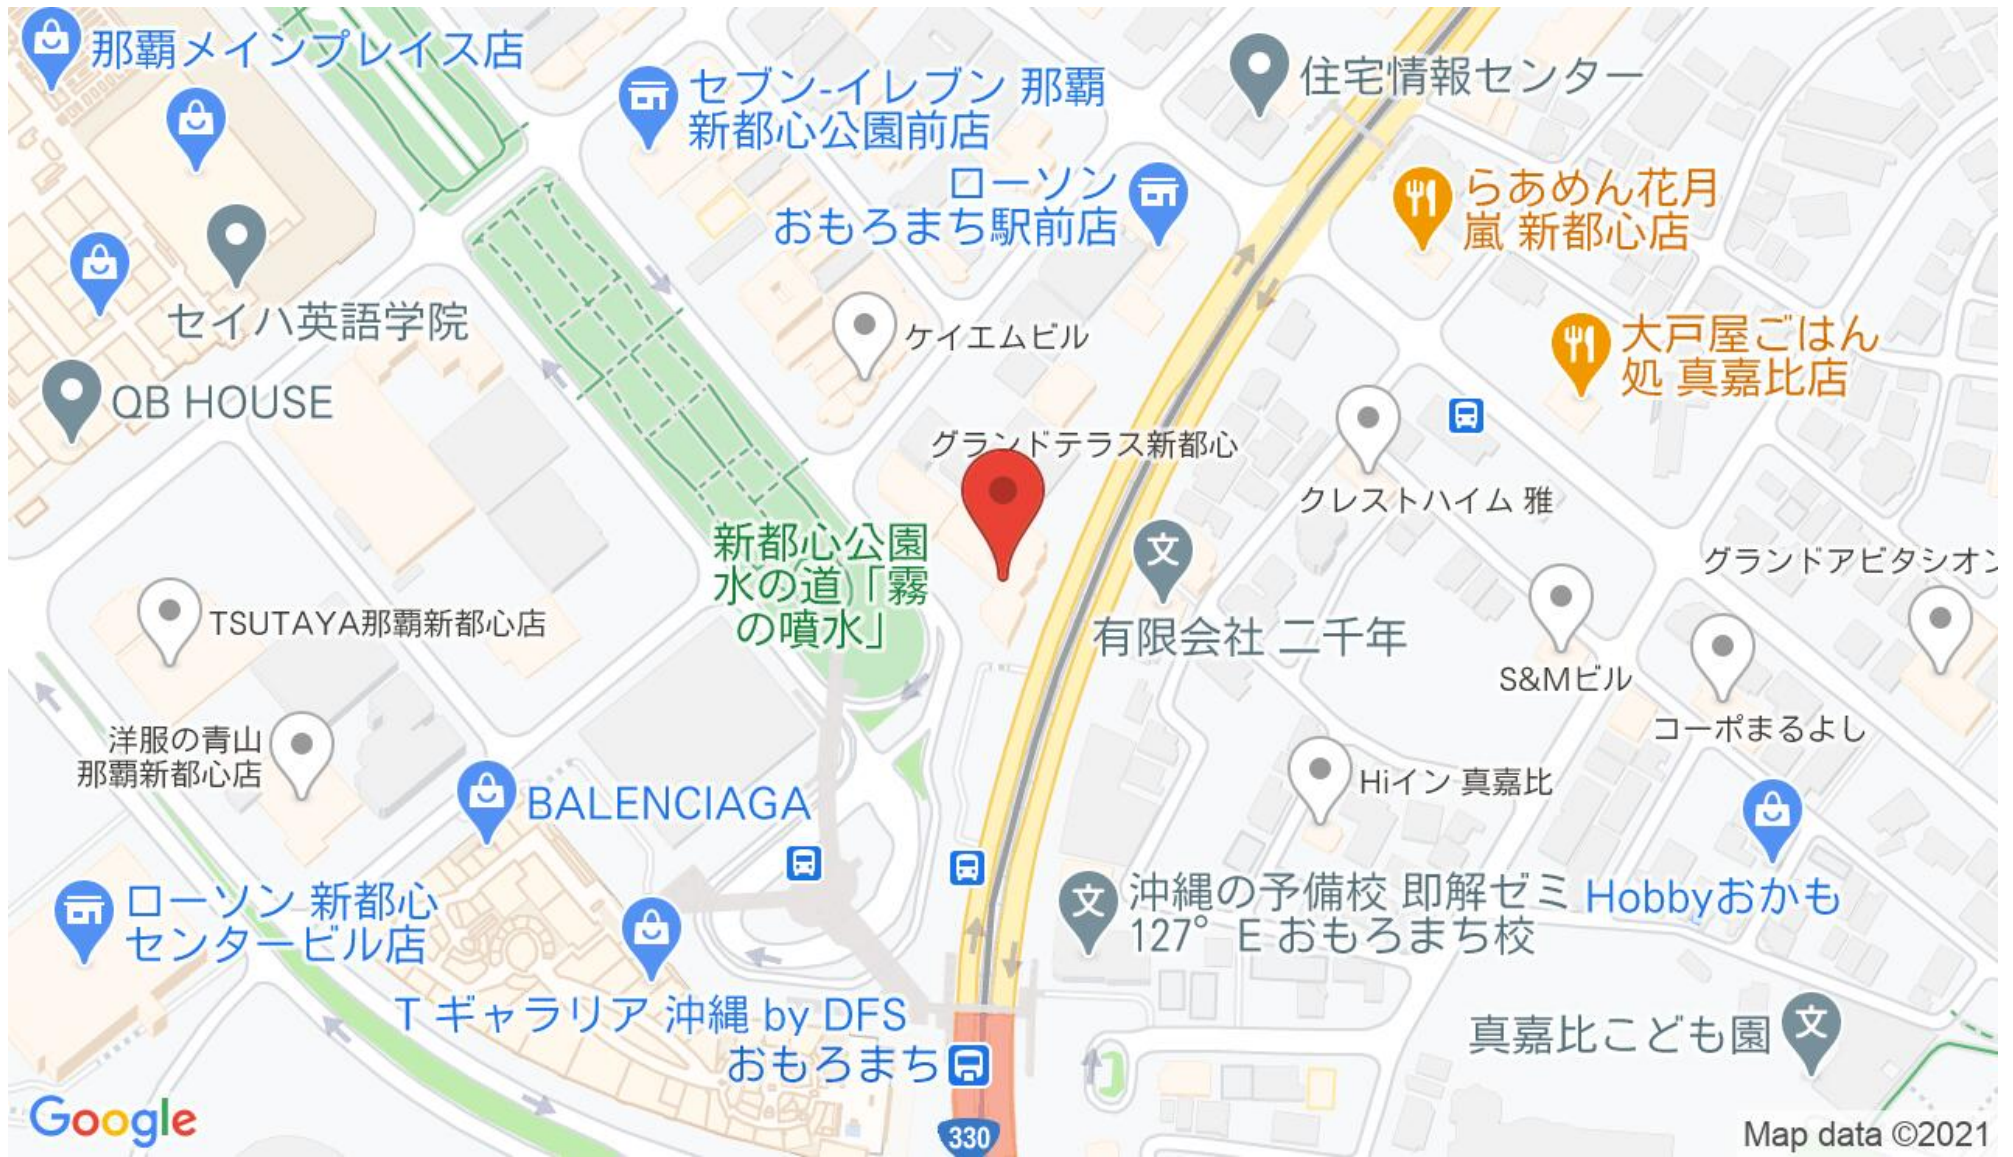 那覇メインプレイス店
セブン-イレブン 那覇
新都心公園前店
住宅情報センター
ローソン
おもろまち駅前店
らあめん花月
嵐 新都心店
セイハ英語学院
ケイエムビル
大戸屋ごはん
処 真嘉比店
QB HOUSE
グランドテラス新都心
クレストハイム 雅
新都心公園
水の道)「霧
の噴水」
グランドアビタシオン
TSUTAYA那覇新都心店
有限会社 二千年
S&Mビル
コーポまるよし
洋服の青山
那覇新都心店
Hiイン 真嘉比
BALENCIAGA
ローソン 新都心
センタービル店
沖縄の予備校 即解ゼミ
127°E おもろまち校
Hobbyおかも
T ギャラリア 沖縄 by DFS
おもろまち
真嘉比こども園
文
文
文
330
Google
Map data ©2021